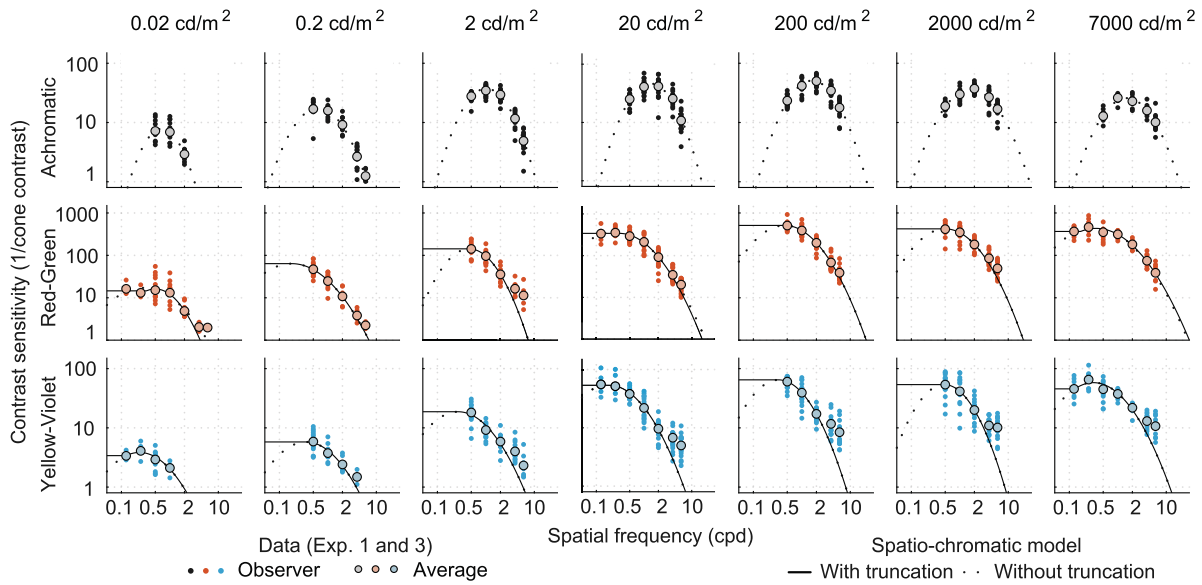 0.02 cd/m2 0.2 cd/m2 2 cd/m2 20 cd/m2 200 cd/m2 2000 cd/m2 7000 cd/m2
Contrast sensitivity (1/cone contrast)
Achromatic
100
10
1
Red-Green
1000
100
10
1
Yellow-Violet
100
10
1
0.1 0.5 2 10 0.1 0.5 2 10 0.1 0.5 2 10 0.1 0.5 2 10 0.1 0.5 2 10 0.1 0.5 2 10 0.1 0.5 2 10
Spatial frequency (cpd)
Data (Exp. 1 and 3) Spatio-chromatic model
Observer Average With truncation Without truncation